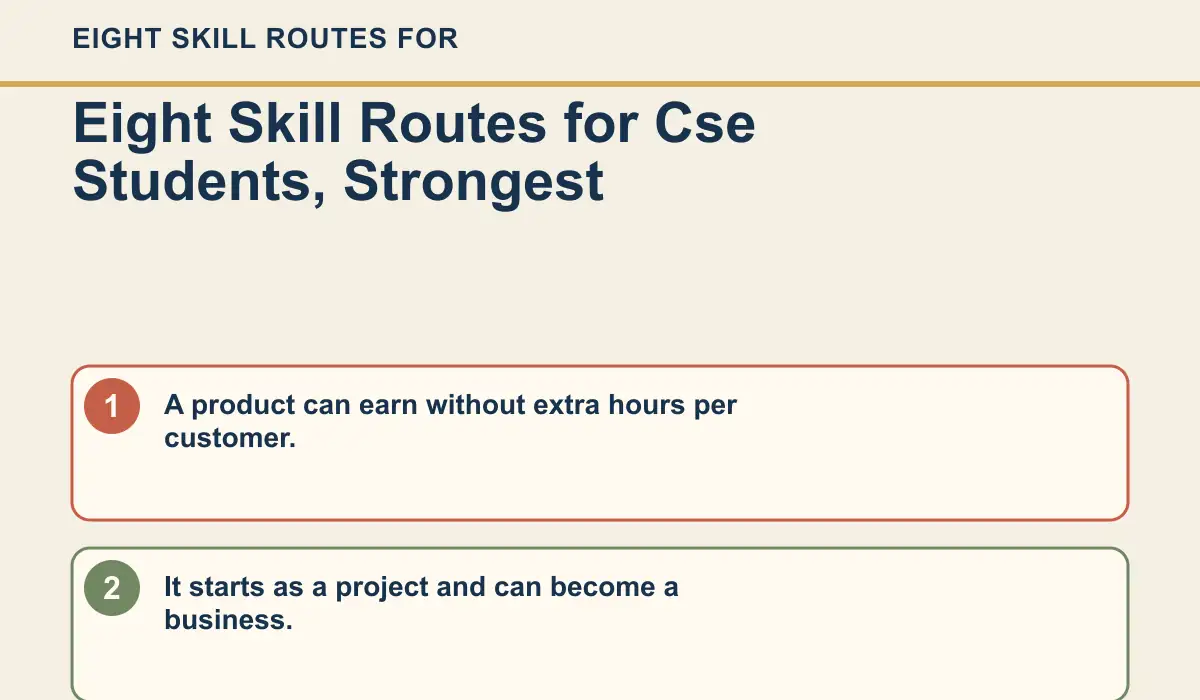 EIGHT SKILL ROUTES FOR
Eight Skill Routes for Cse
Students, Strongest
1
A product can earn without extra hours per
customer.
2
It starts as a project and can become a
business.